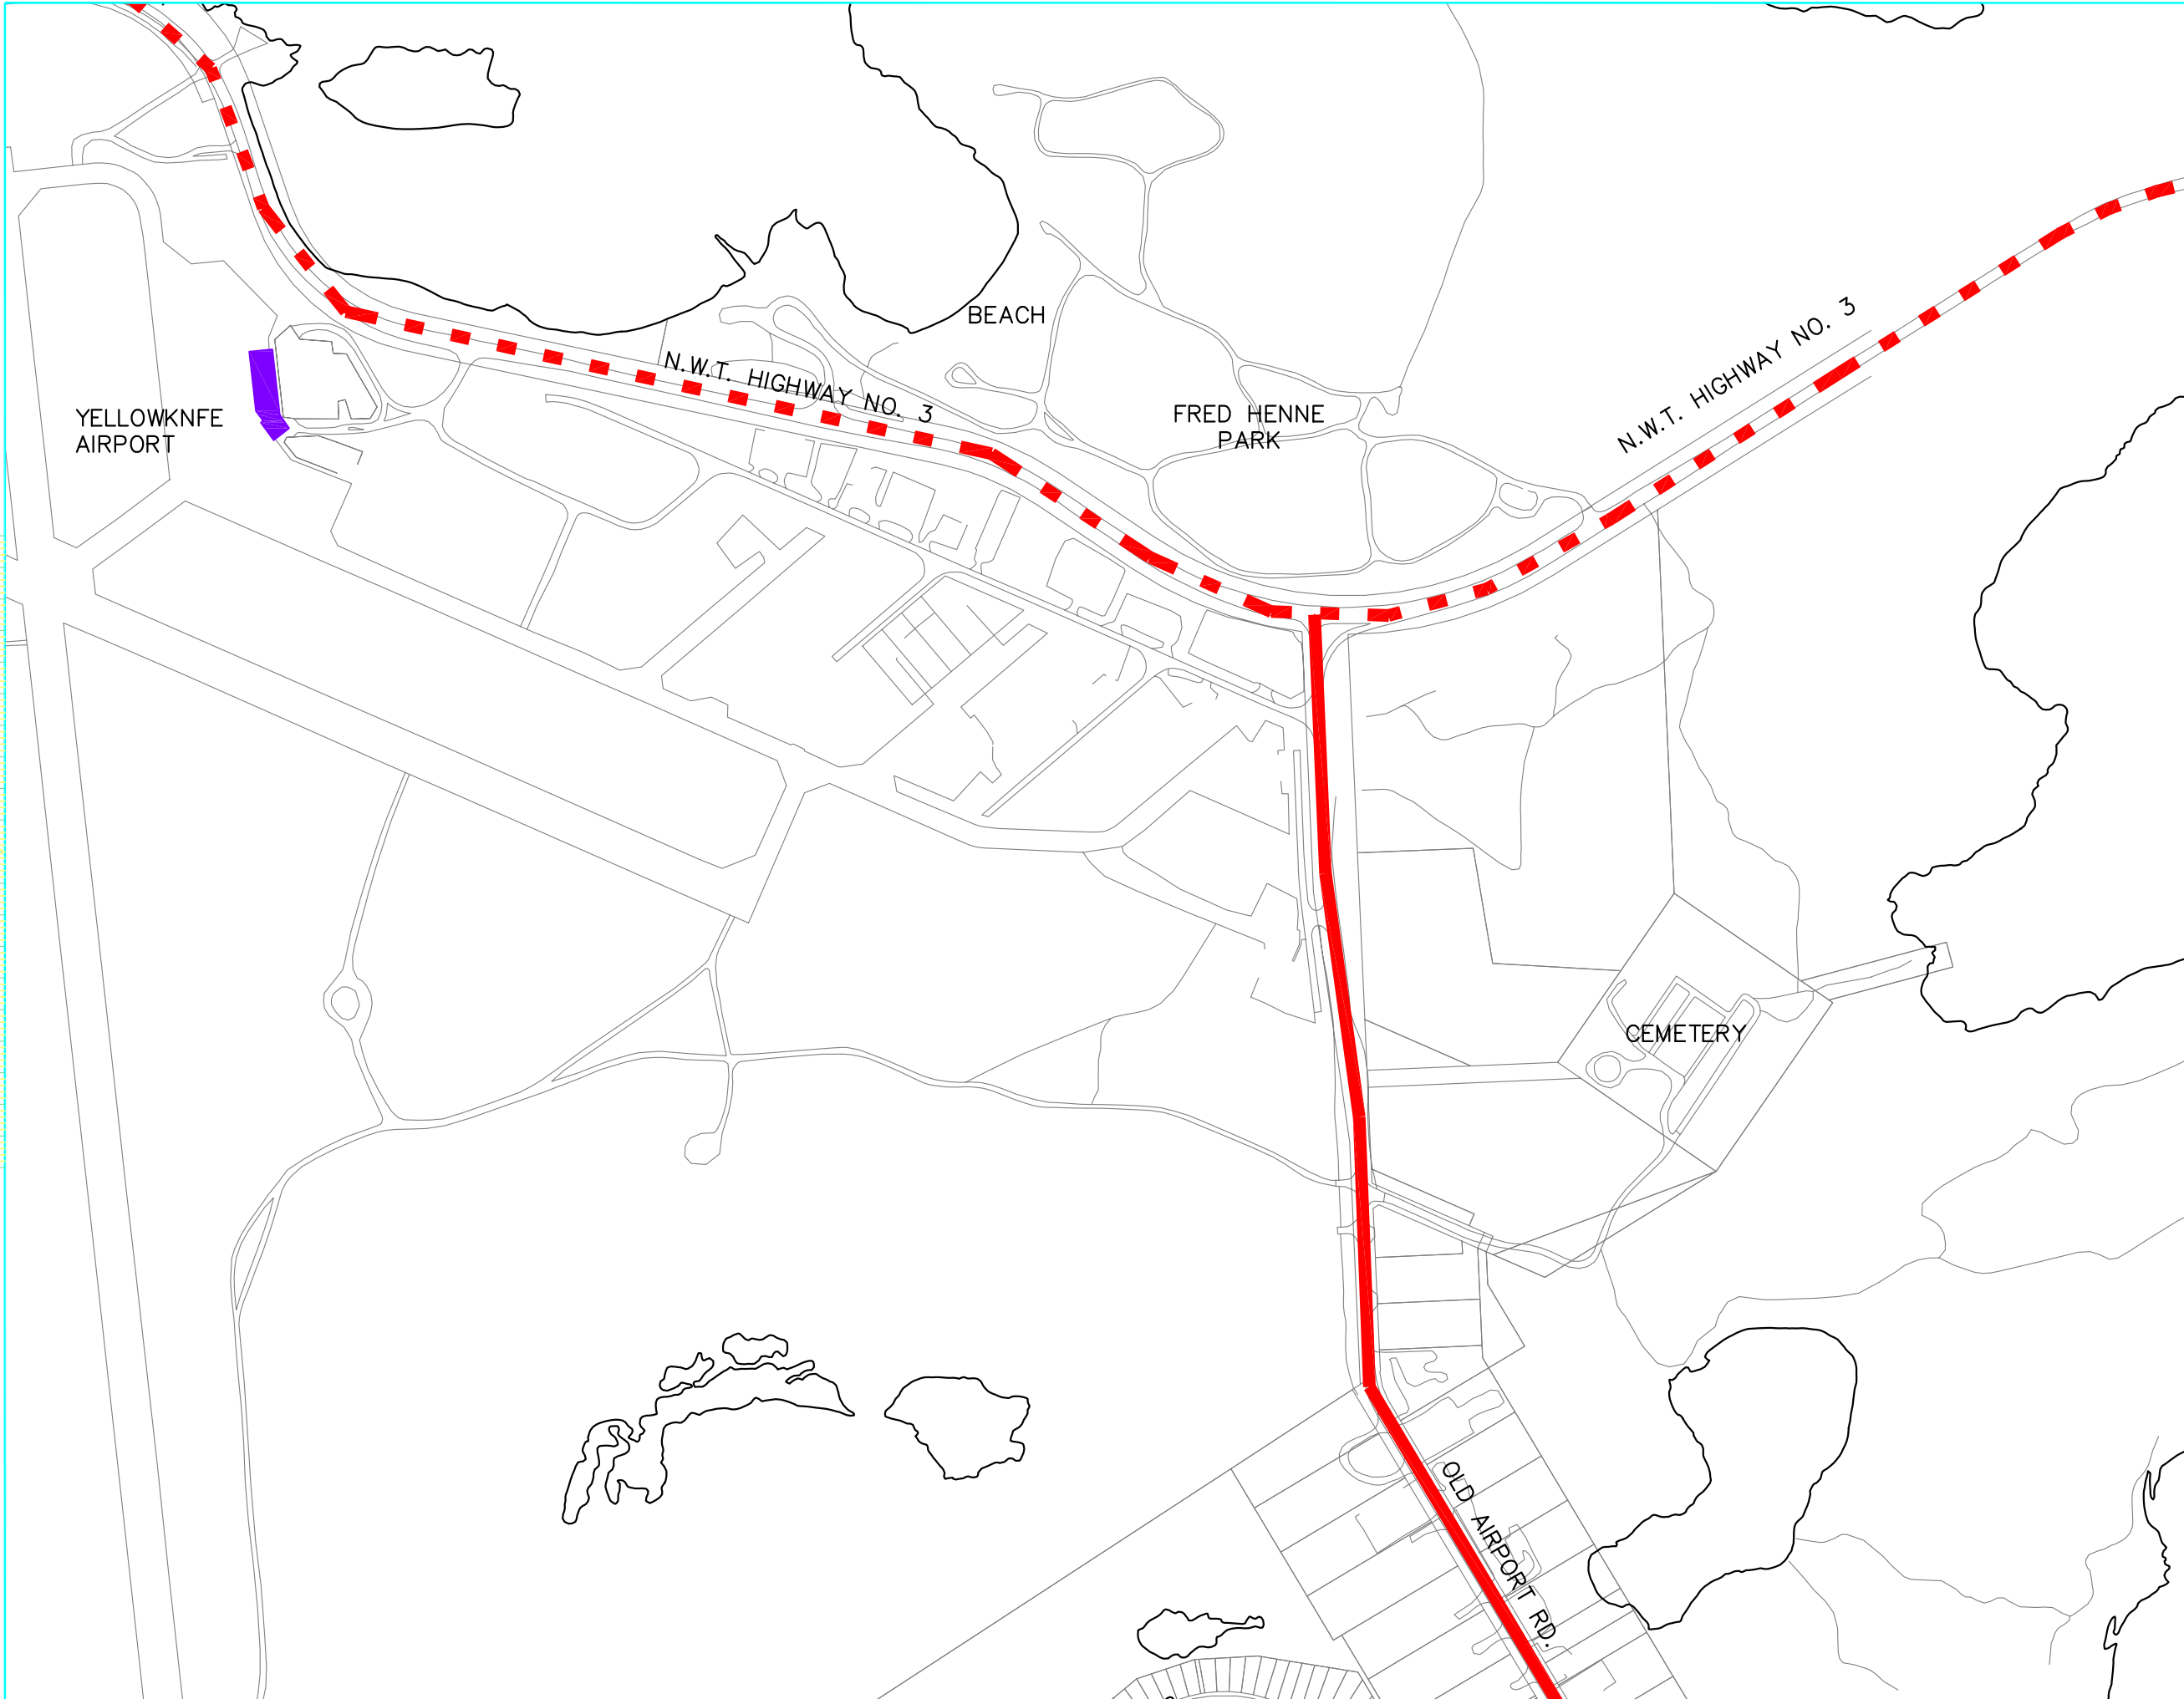 BEACH
N.W.T. HIGHWAY NO. 3
N.W.T. HIGHWAY NO. 3
YELLOWKNFE
AIRPORT
FRED HENNE
PARK
CEMETERY
OLD AIRPORT RD.